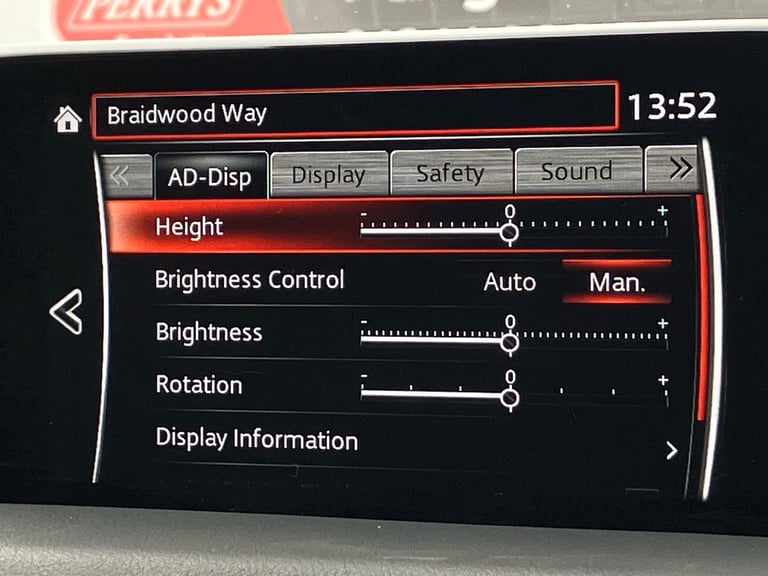 PERRYS
Braidwood Way
13:52
AD-Disp
Display
Safety
Sound
Height
- 0 +
Brightness Control
Auto
Man.
Brightness
- 0 +
Rotation
- 0 +
Display Information